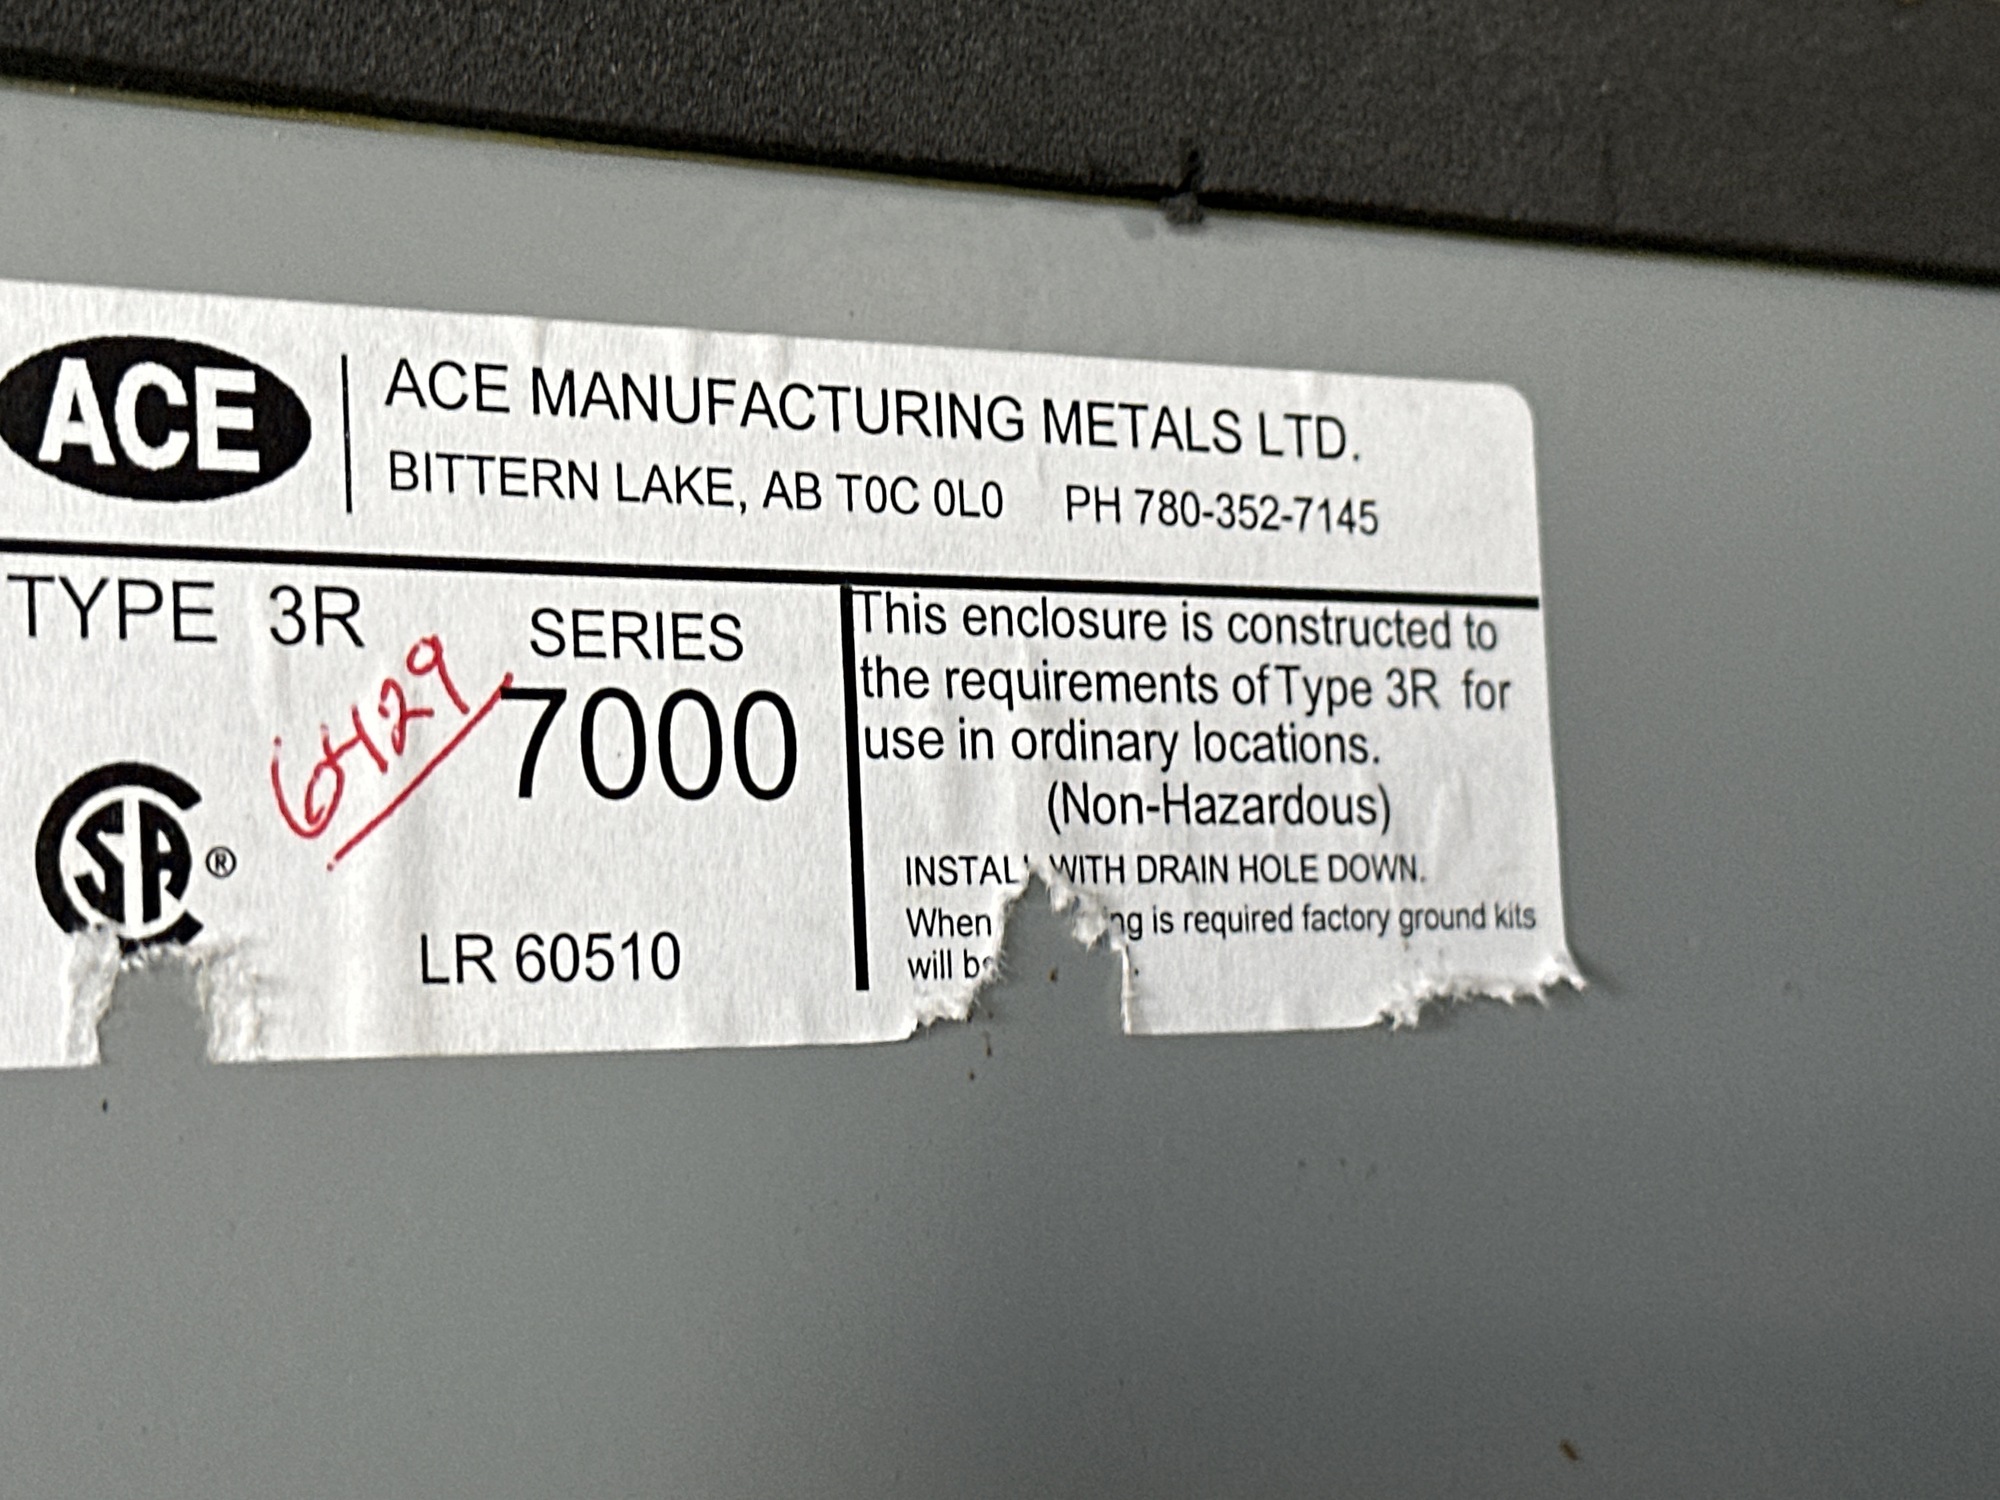 ACE
ACE MANUFACTURING METALS LTD.
BITTERN LAKE, AB T0C 0L0 PH 780-352-7145
TYPE 3R
SERIES
7000
6429
SA ®
LR 60510
This enclosure is constructed to
the requirements of Type 3R for
use in ordinary locations.
(Non-Hazardous)
WITH DRAIN HOLE DOWN.
When is required factory ground kits
will